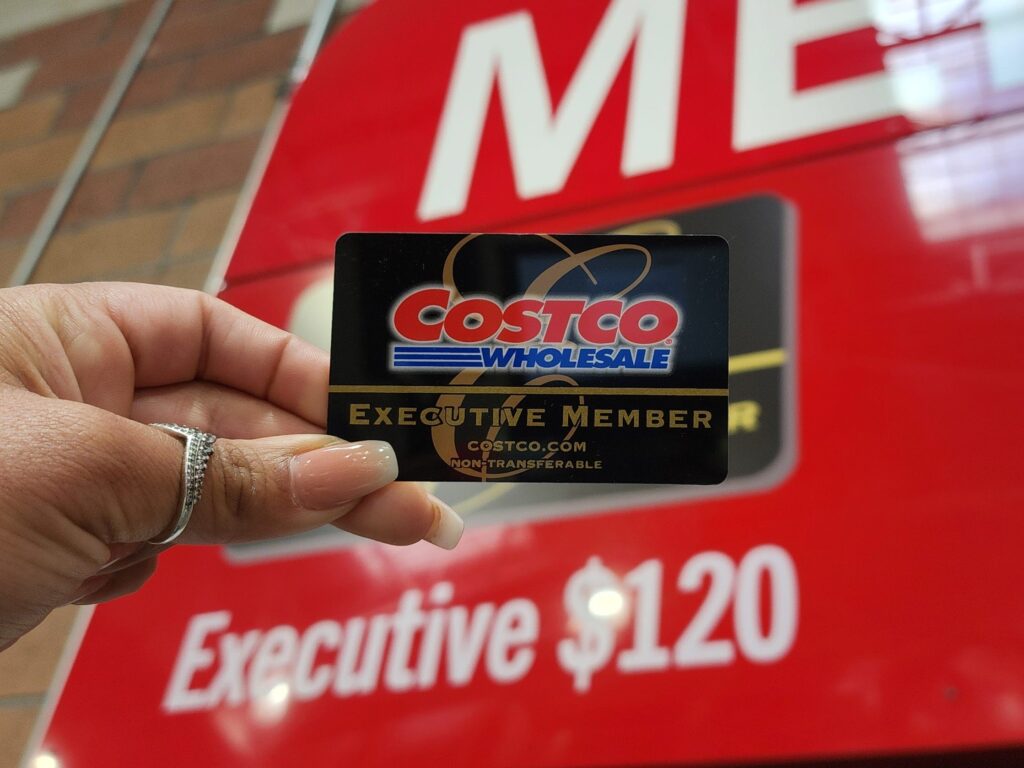 ME
COSTCO
WHOLESALE
EXECUTIVE MEMBER
COSTCO.COM
NON-TRANSFERABLE
Executive $120